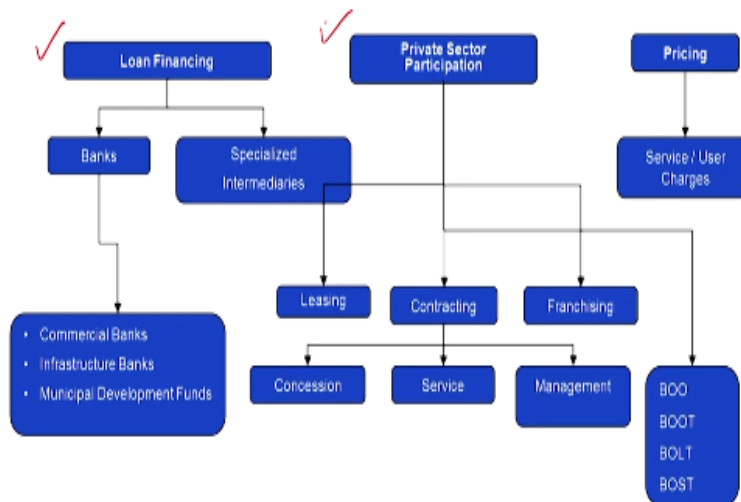 Loan Financing
Private Sector
Participation
Pricing
Banks
Specialized
Intermediaries
Service / User
Charges
Leasing
Contracting
Franchising
• Commercial Banks
• Infrastructure Banks
• Municipal Development Funds
Concession
Service
Management
BOO
BOOT
BOLT
BOST